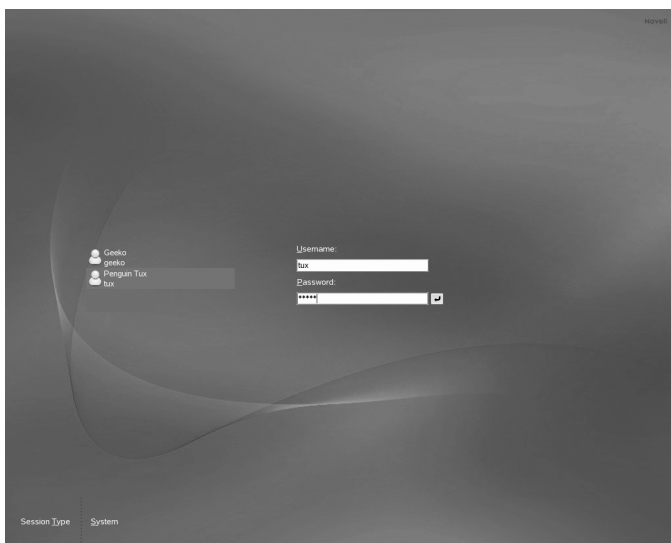 Novell
Geeko
geeko
Penguin Tux
tux
Username:
tux
Password:
*****
Session Type
System